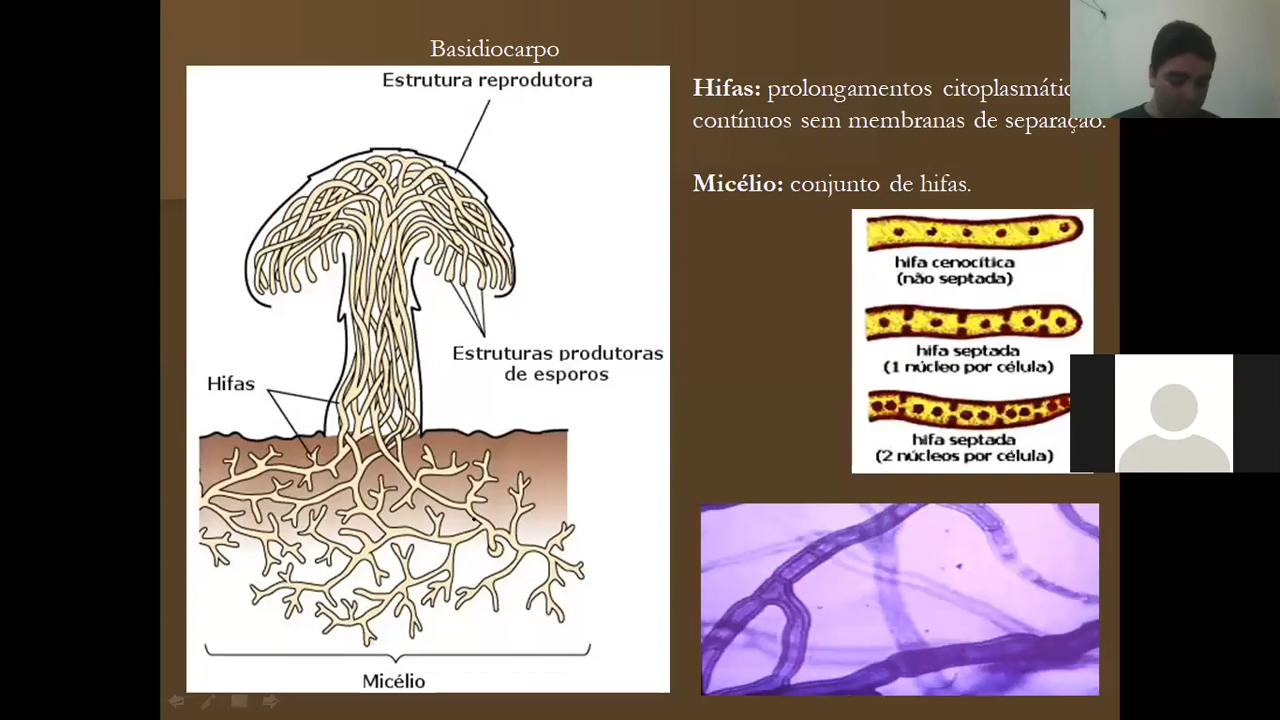 Basidiocarpo
Estrutura reprodutora
Estruturas produtoras
de esporos
Hifas
Micélio
Hifas: prolongamentos
contínuos sem membranas de separação.
Micélio: conjunto de hifas.
hifa cenocítica
(não septada)
hifa septada
(1 núcleo por célula)
hifa septada
(2 núcleos por célula)